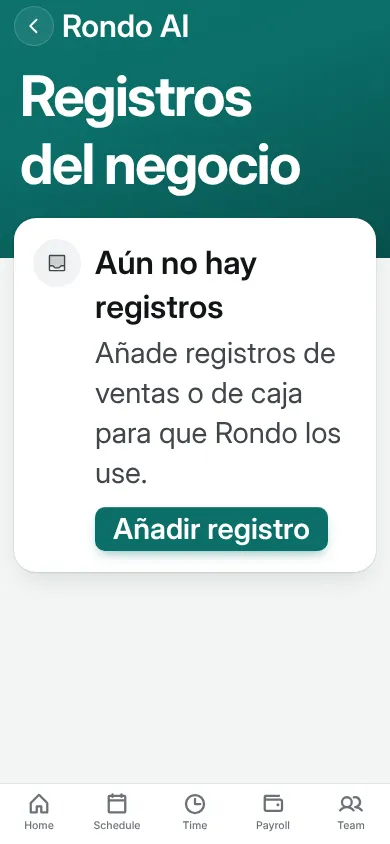 Rondo AI
Registros
del negocio
Aún no hay
registros
Añade registros de
ventas o de caja
para que Rondo los
use.
Añadir registro
Home
Schedule
Time
Payroll
Team